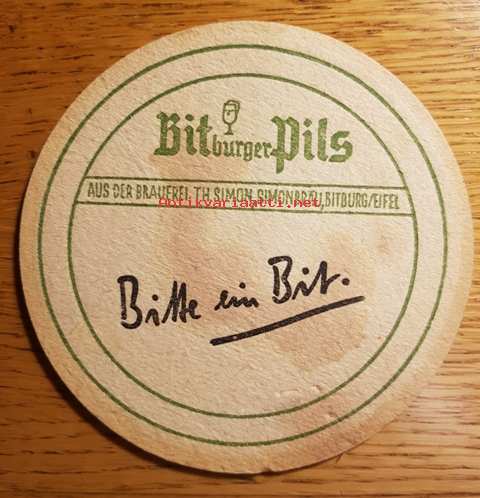 Bitburger Pils
AUS DER BRAUEREI TH. SIMON, SIMONBRÄU, BITBURG/EIFEL
antikvariaatti.net
Bitte ein Bit.